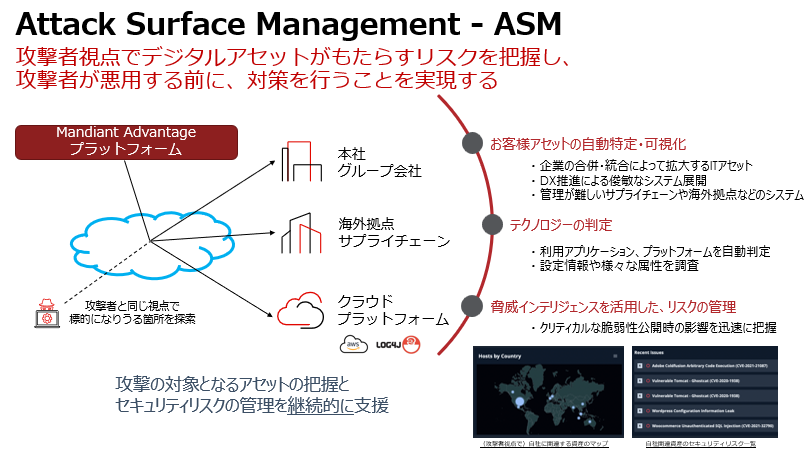 Attack Surface Management - ASM
攻撃者視点でデジタルアセットがもたらすリスクを把握し、
攻撃者が悪用する前に、対策を行うことを実現する
Mandiant Advantage
プラットフォーム
本社
グループ会社
海外拠点
サプライチェーン
クラウド
プラットフォーム
aws
LOG4J
攻撃者と同じ視点で
標的になりうる箇所を探索
攻撃の対象となるアセットの把握と
セキュリティリスクの管理を継続的に支援
お客様アセットの自動特定・可視化
・企業の合併・統合によって拡大するITアセット
・DX推進による俊敏なシステム展開
・管理が難しいサプライチェーンや海外拠点などのシステム
テクノロジーの判定
・利用アプリケーション、プラットフォームを自動判定
・設定情報や様々な属性を調査
脅威インテリジェンスを活用した、リスクの管理
・クリティカルな脆弱性公開時の影響を迅速に把握
Hosts by Country
（攻撃者視点で）自社に関連する資産のマップ
Recent Issues
Adobe Coldfusion Arbitrary Code Execution (CVE-2021-21087)
Vulnerable Tomcat - Ghostcat (CVE-2020-1938)
Vulnerable Tomcat - Ghostcat (CVE-2020-1938)
Wordpress Configuration Information Leak
Woocommerce Unauthenticated SQL Injection (CVE-2021-32790)
自社関連資産のセキュリティリスク一覧